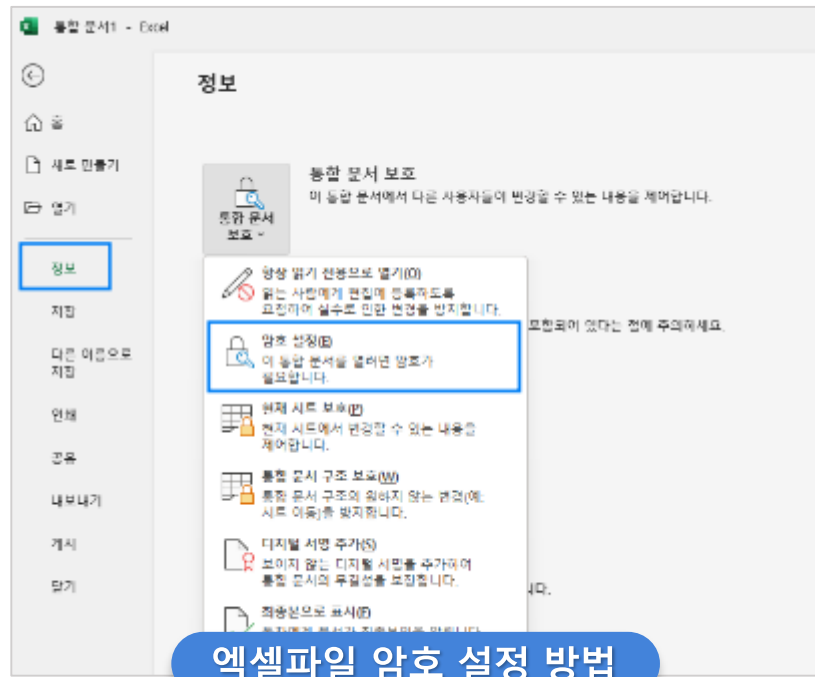 통합 문서1 - Excel
정보
홈
새로 만들기
열기
정보
저장
다른 이름으로
저장
인쇄
공유
내보내기
게시
닫기
통합 문서
보호
통합 문서 보호
이 통합 문서에서 다른 사용자들이 변경할 수 있는 내용을 제어합니다.
항상 읽기 전용으로 열기(O)
읽는 사람에게 편집에 등록하도록
요청하여 실수로 인한 변경을 방지합니다.
포함되어 있다는 점에 주의하세요.
암호 설정(E)
이 통합 문서를 열려면 암호가
필요합니다.
현재 시트 보호(P)
현재 시트에서 변경할 수 있는 내용을
제어합니다.
통합 문서 구조 보호(W)
통합 문서 구조의 원하지 않는 변경(예:
시트 이동)을 방지합니다.
디지털 서명 추가(S)
보이지 않는 디지털 서명을 추가하여
통합 문서의 무결성을 보장합니다.
니다.
최종본으로 표시(F)
엑셀파일 암호 설정 방법